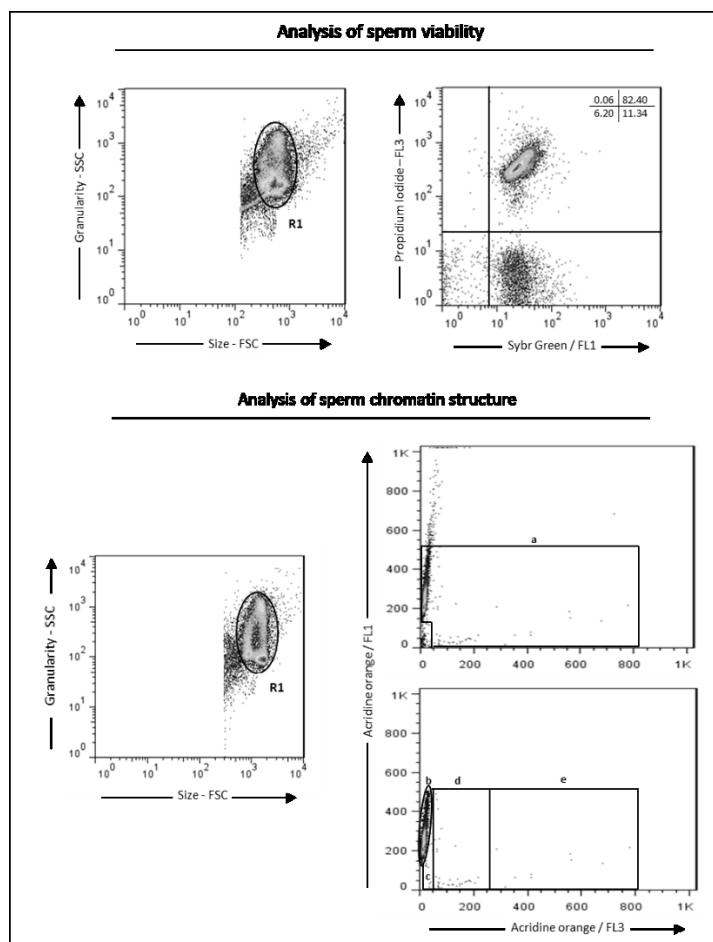 Analysis of sperm viability
Granularity - SSC
10^4
10^3
10^2
10^1
10^0
R1
10^0 10^1 10^2 10^3 10^4
Size - FSC
Propidium Iodide – FL3
10^4
10^3
10^2
10^1
10^0
0.06 82.40
6.20 11.34
10^0 10^1 10^2 10^3 10^4
Sybr Green / FL1
Analysis of sperm chromatin structure
Granularity - SSC
10^4
10^3
10^2
10^1
10^0
R1
10^0 10^1 10^2 10^3 10^4
Size - FSC
Acridine orange / FL1
1K
800
600
400
200
0
a
0 200 400 600 800 1K
1K
800
600
400
200
0
b d e
c
0 200 400 600 800 1K
Acridine orange / FL3